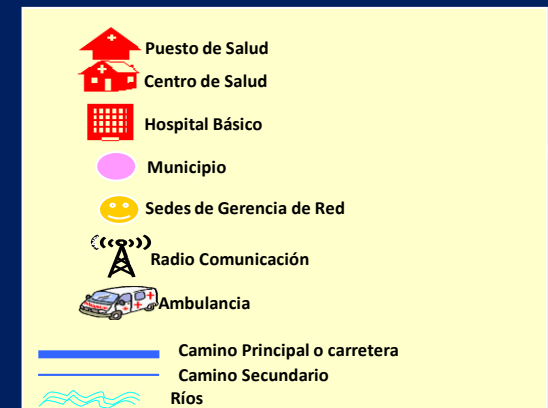 Puesto de Salud
Centro de Salud
Hospital Básico
Municipio
Sedes de Gerencia de Red
Radio Comunicación
Ambulancia
Camino Principal o carretera
Camino Secundario
Ríos